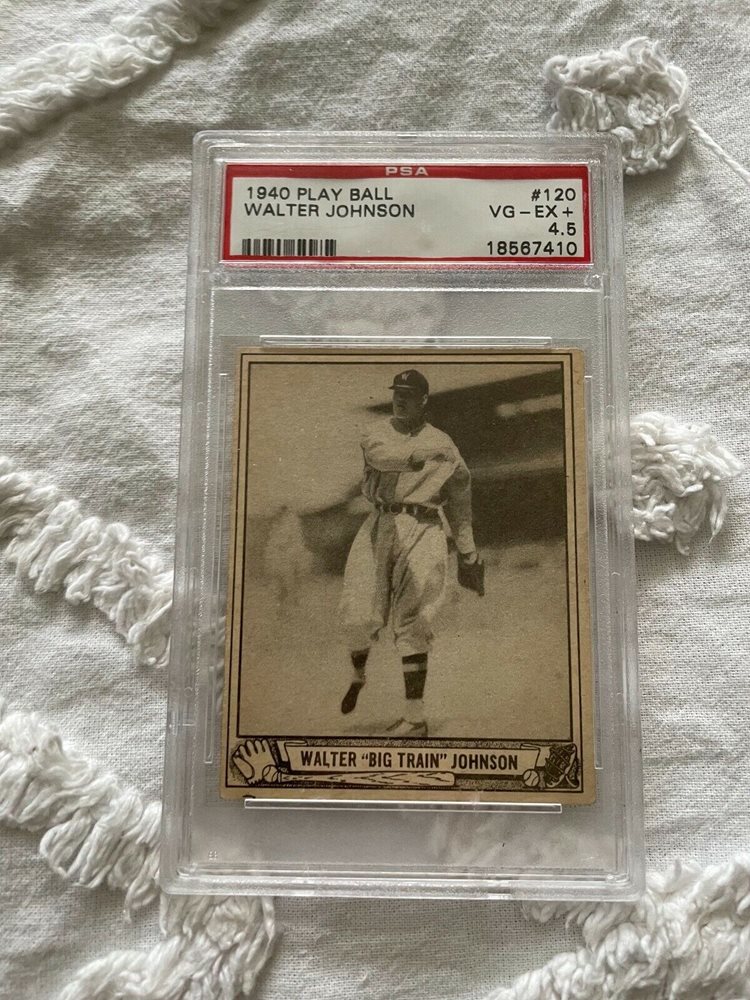 PSA
1940 PLAY BALL #120
WALTER JOHNSON VG-EX+
4.5
18567410
W
WALTER "BIG TRAIN" JOHNSON